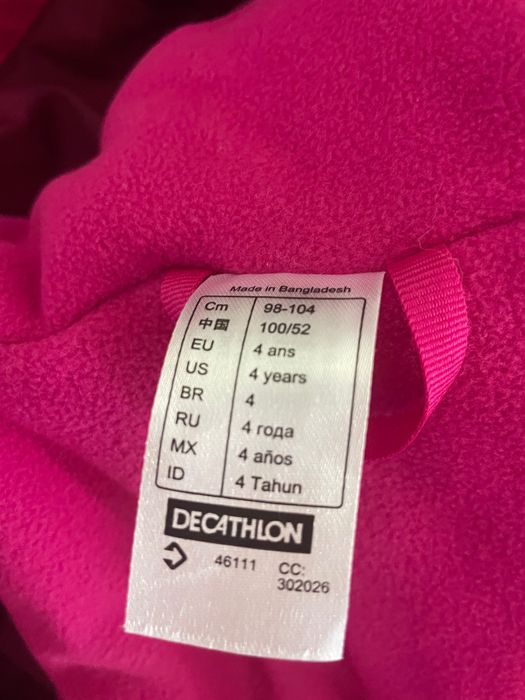 Made in Bangladesh
Cm 98-104
中国 100/52
EU 4 ans
US 4 years
BR 4
RU 4 года
MX 4 años
ID 4 Tahun
DECATHLON
46111 CC:
302026